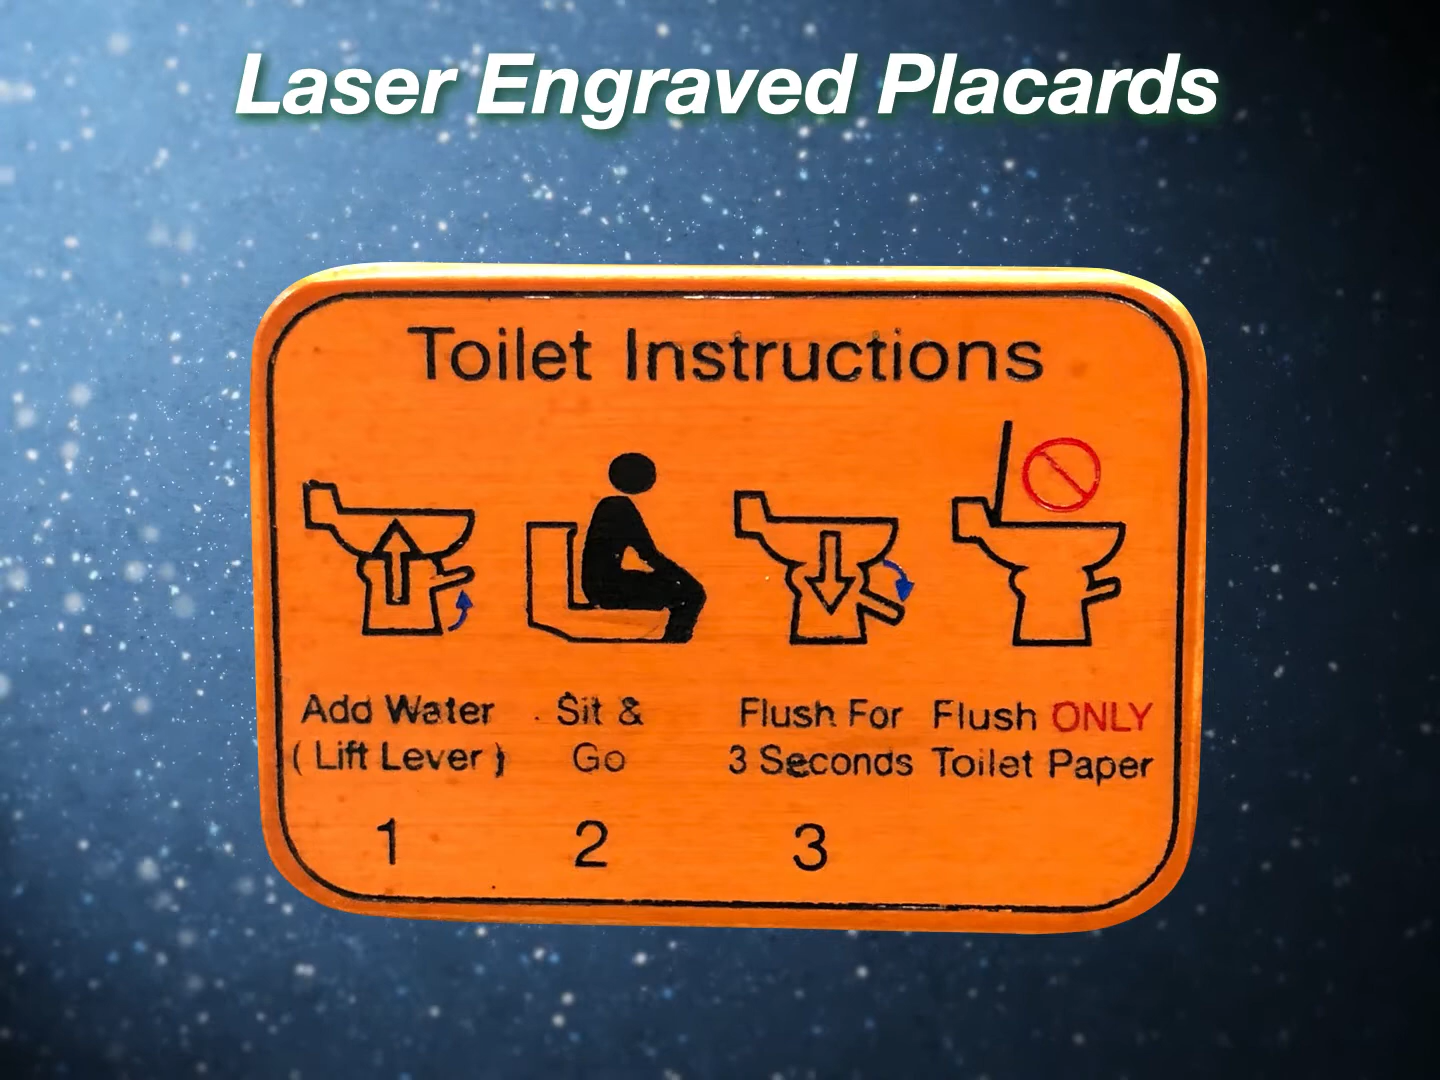 Laser Engraved Placards
Toilet Instructions
Add Water
( Lift Lever )
1
Sit &
Go
2
Flush For
3 Seconds
3
Flush ONLY
Toilet Paper